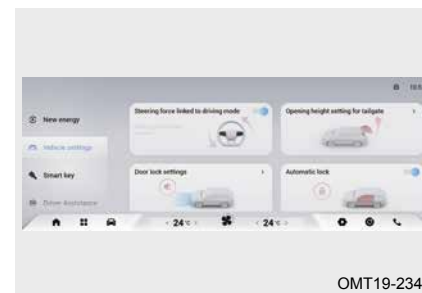 New energy
Vehicle settings
Smart key
Driver Assistance
Steering force linked to driving mode
Opening height setting for tailgate
Door lock settings
Automatic lock
24℃
24℃
OMT19-234